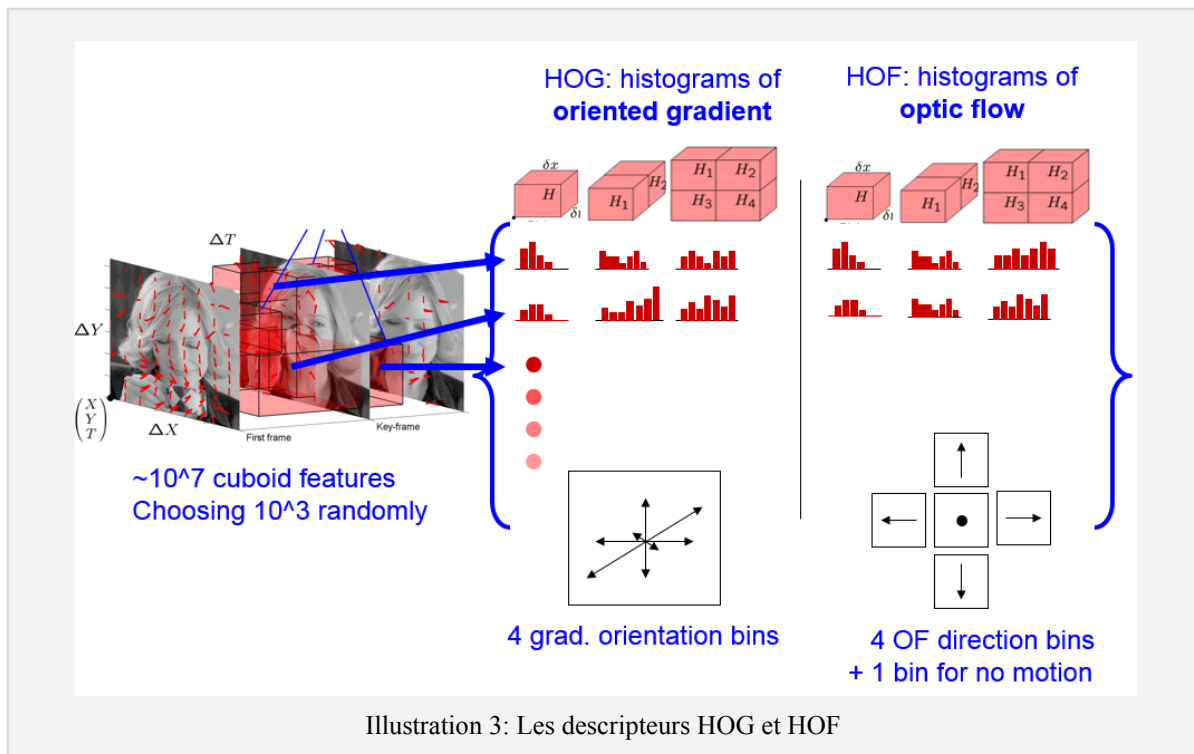 HOG: histograms of
oriented gradient
HOF: histograms of
optic flow
δx
H
δt
H₁
H₂
H₁ H₂
H₃ H₄
δx
H
δt
H₁
H₂
H₁ H₂
H₃ H₄
ΔT
ΔY
X
Y
T
ΔX
First frame
Key-frame
~10^7 cuboid features
Choosing 10^3 randomly
4 grad. orientation bins
4 OF direction bins
+ 1 bin for no motion
Illustration 3: Les descripteurs HOG et HOF